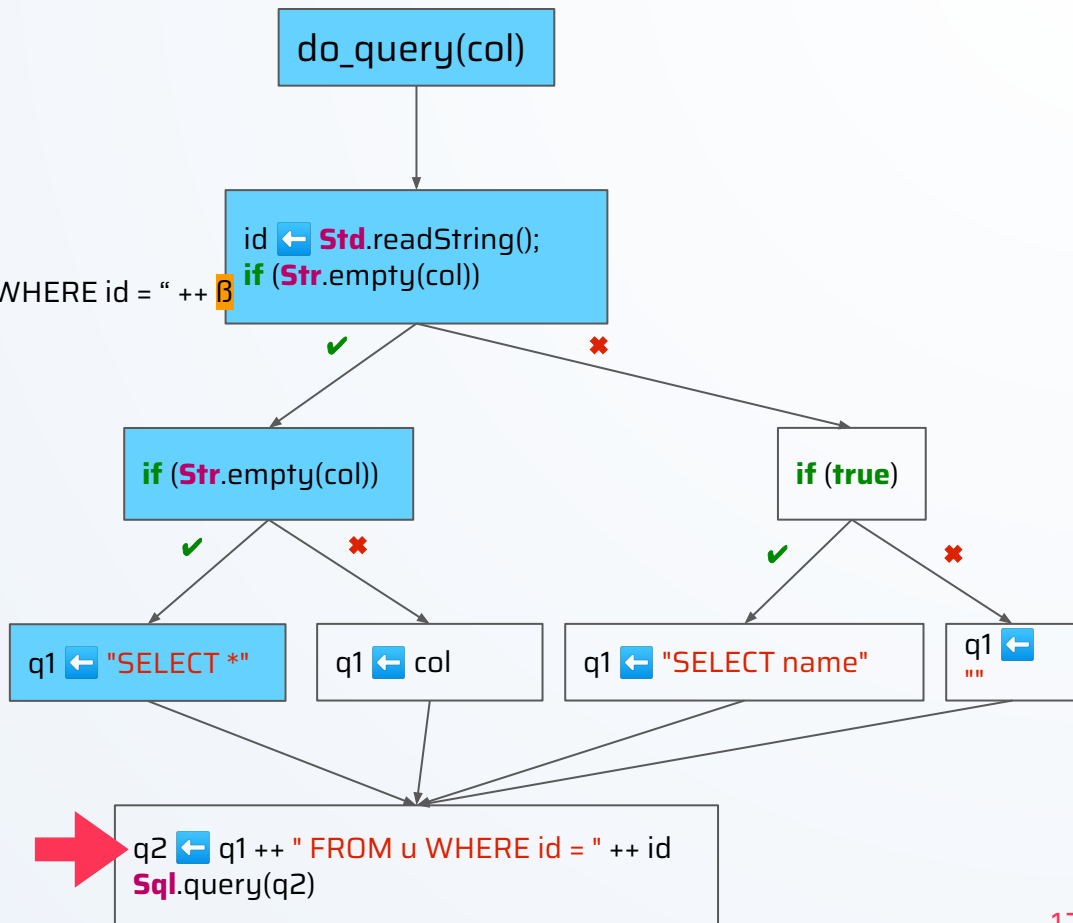 do_query(col)
id ⬅ Std.readString();
if (Str.empty(col))
WHERE id = “ ++ ß
✔ ✖
if (Str.empty(col))
if (true)
✔ ✖
✔ ✖
q1 ⬅ "SELECT *"
q1 ⬅ col
q1 ⬅ "SELECT name"
q1 ⬅
""
q2 ⬅ q1 ++ " FROM u WHERE id = " ++ id
Sql.query(q2)